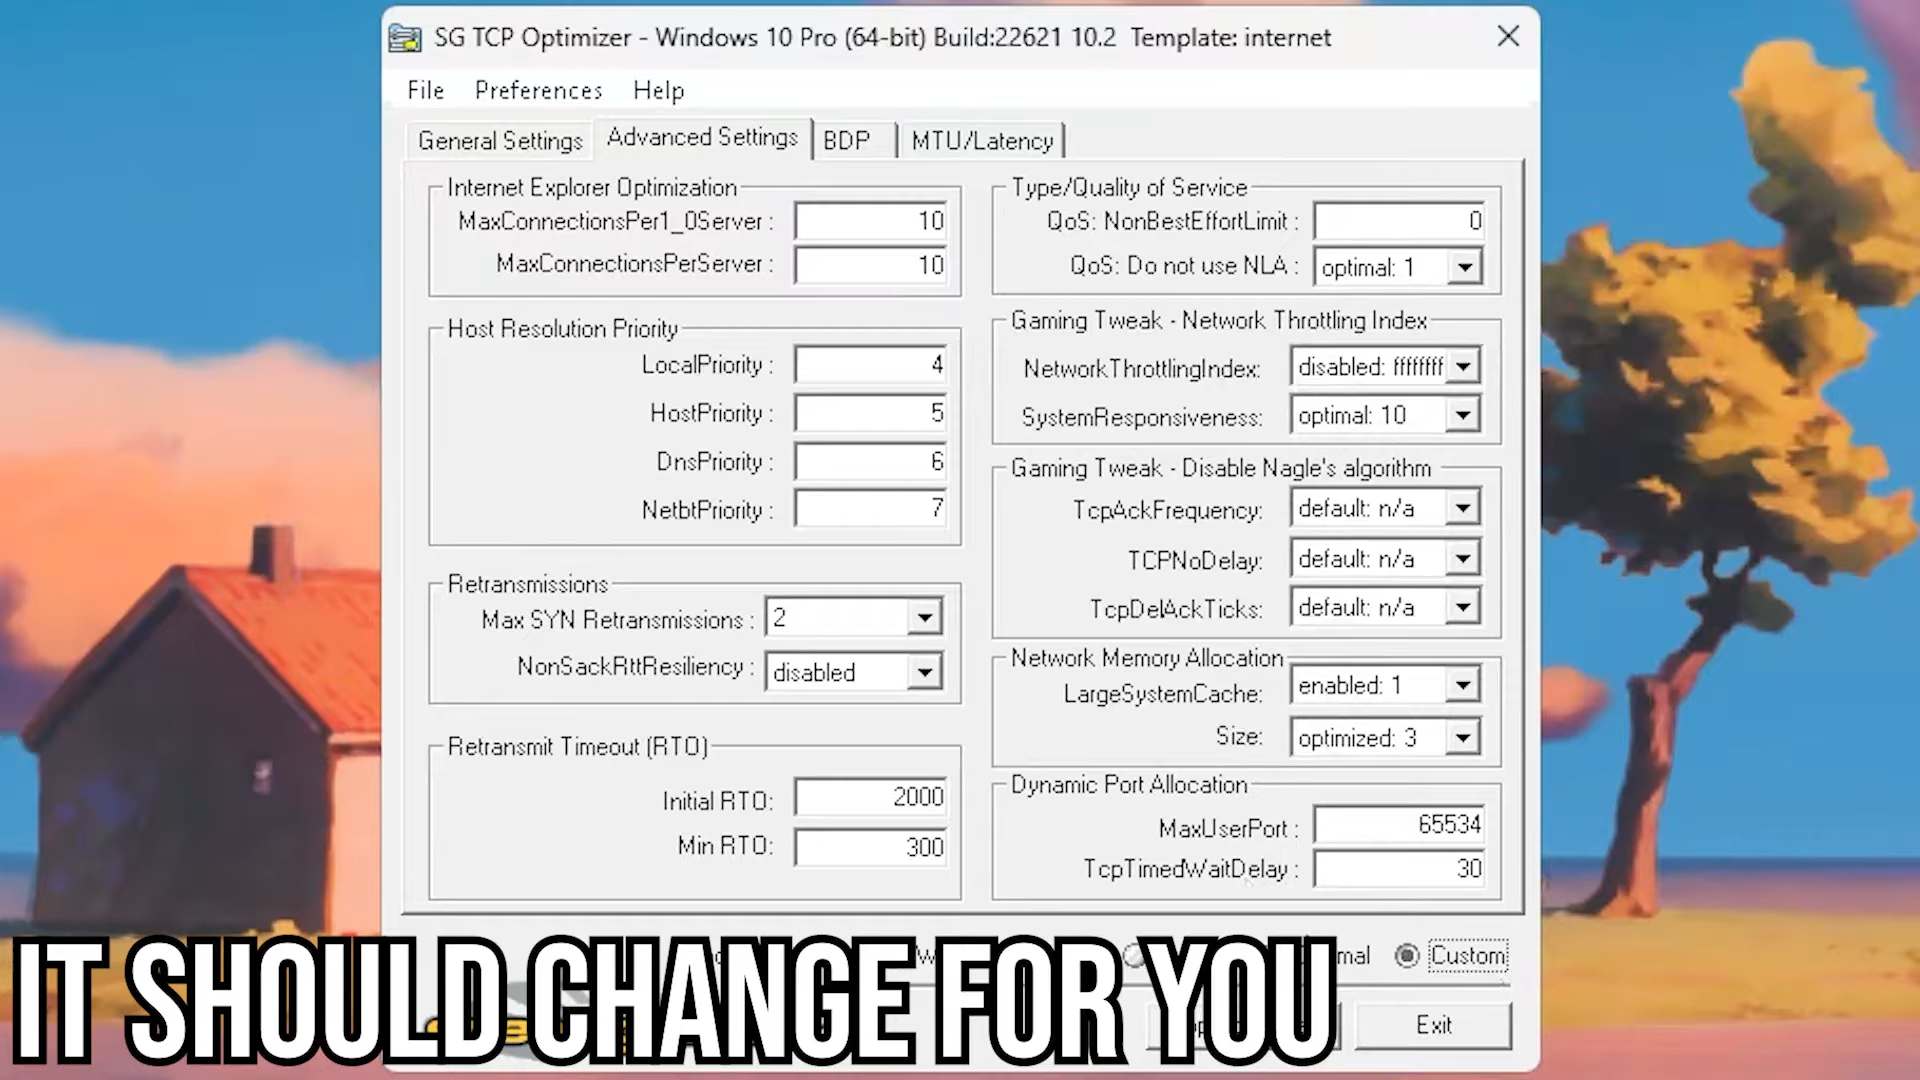 SG TCP Optimizer - Windows 10 Pro (64-bit) Build:22621 10.2 Template: internet
File Preferences Help
General Settings Advanced Settings BDP MTU/Latency
Internet Explorer Optimization
MaxConnectionsPer1_0Server : 10
MaxConnectionsPerServer : 10
Host Resolution Priority
LocalPriority : 4
HostPriority : 5
DnsPriority : 6
NetbtPriority : 7
Retransmissions
Max SYN Retransmissions : 2
NonSackRttResiliency : disabled
Retransmit Timeout (RTO)
Initial RTO: 2000
Min RTO: 300
Type/Quality of Service
QoS: NonBestEffortLimit : 0
QoS: Do not use NLA : optimal: 1
Gaming Tweak - Network Throttling Index
NetworkThrottlingIndex: disabled: ffffffff
SystemResponsiveness: optimal: 10
Gaming Tweak - Disable Nagle's algorithm
TcpAckFrequency: default: n/a
TCPNoDelay: default: n/a
TcpDelAckTicks: default: n/a
Network Memory Allocation
LargeSystemCache: enabled: 1
Size: optimized: 3
Dynamic Port Allocation
MaxUserPort : 65534
TcpTimedWaitDelay : 30
Custom
Exit
IT SHOULD CHANGE FOR YOU